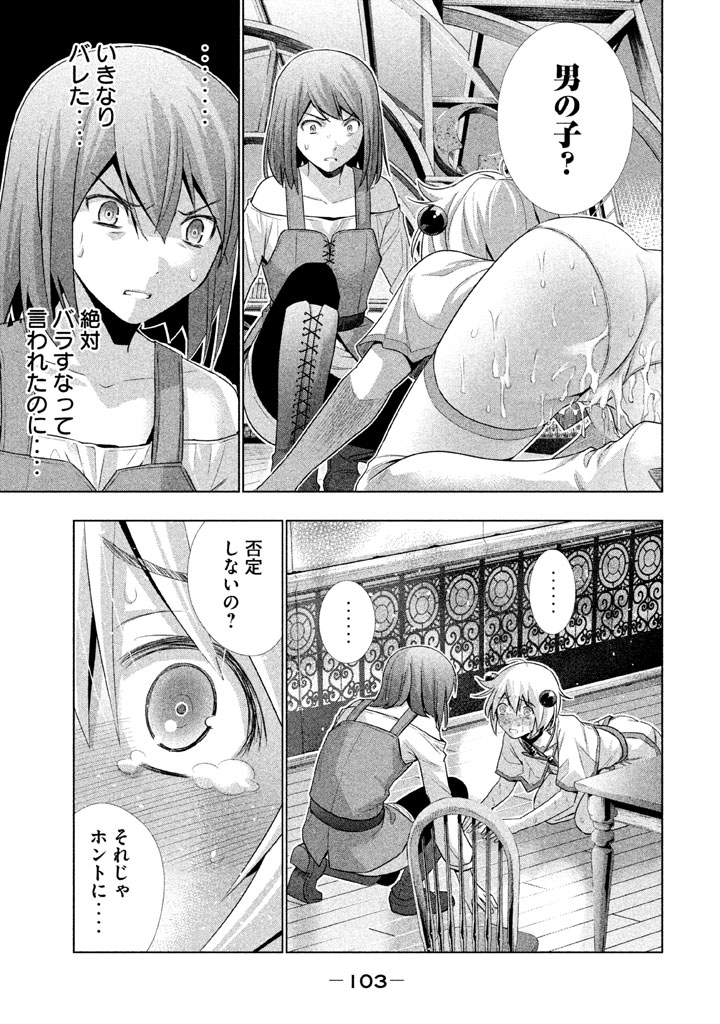 男の子？
‥‥‥‥
いきなり
バレた‥‥
絶対
バラすなって
言われたのに‥‥‥
‥‥‥
‥‥‥
否定
しないの？
それじゃ
ホントに‥‥
－103－